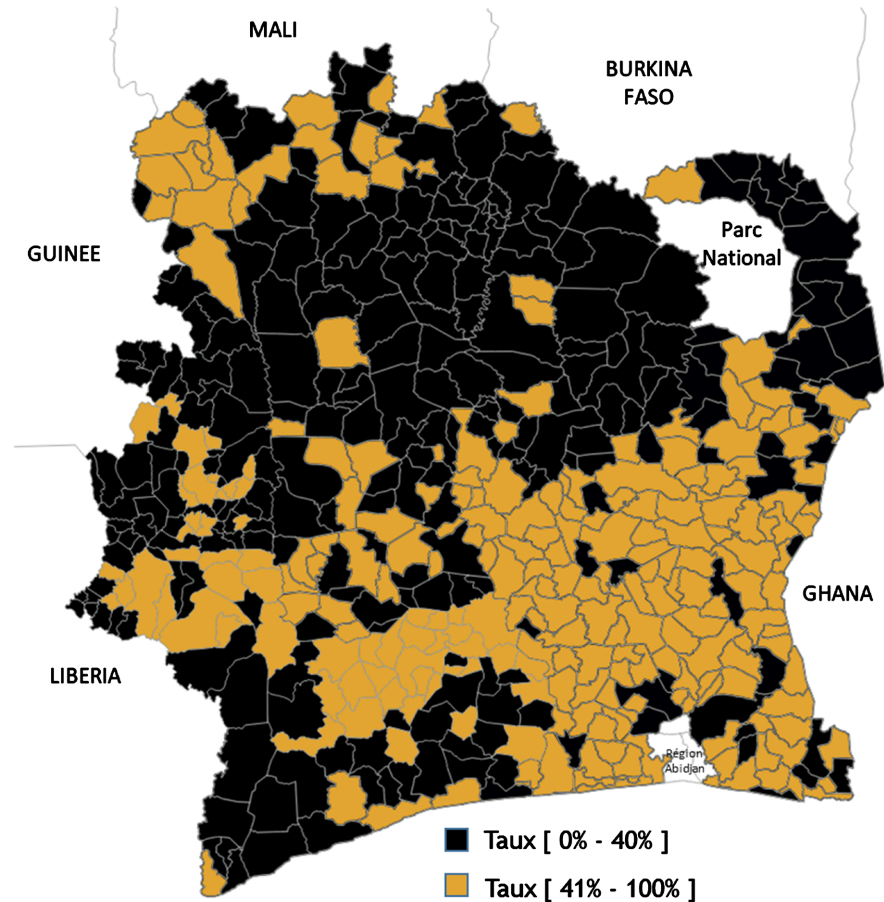 MALI
BURKINA
FASO
Parc
National
GUINEE
GHANA
LIBERIA
Région
Abidjan
Taux [ 0% - 40% ]
Taux [ 41% - 100% ]